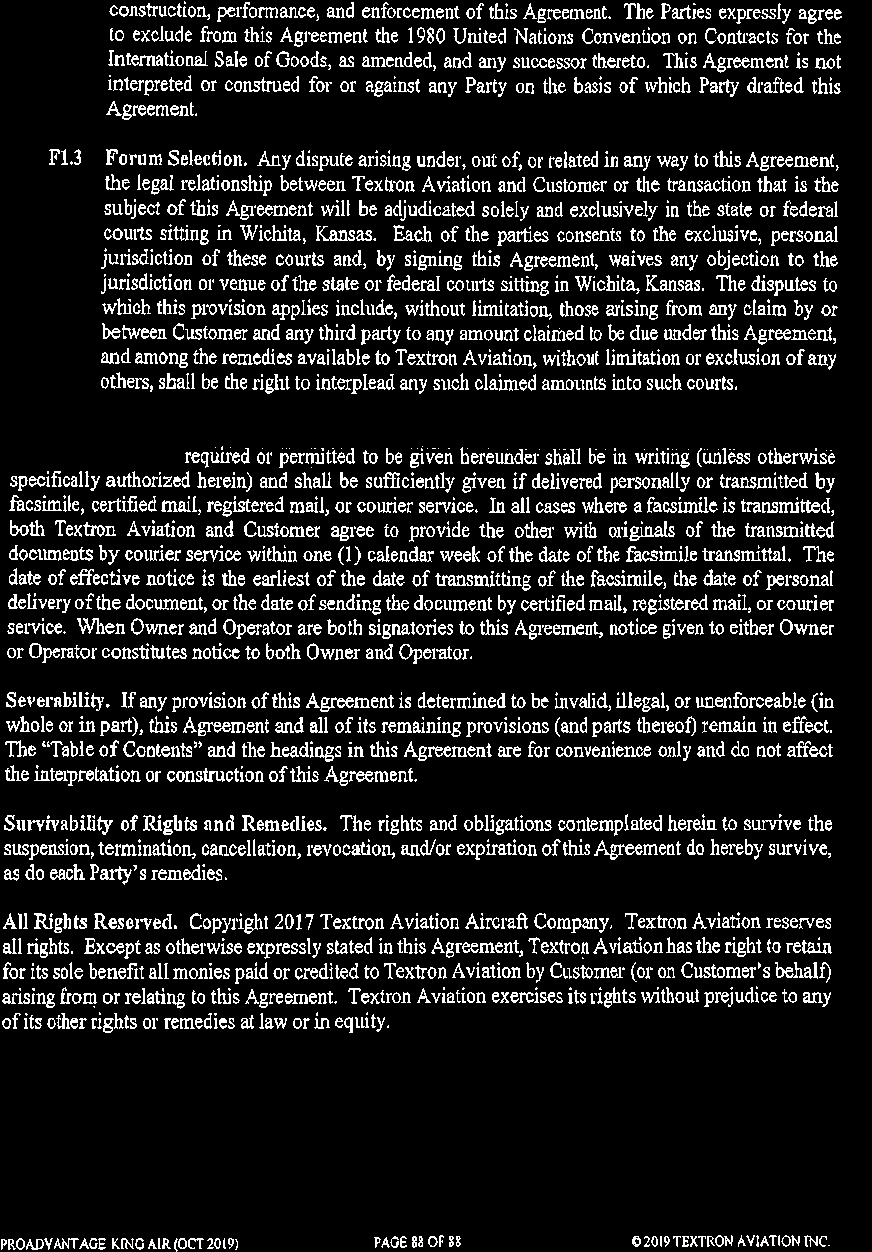 construction, performance, and enforcement of this Agreement. The Parties expressly agree
to exclude from this Agreement the 1980 United Nations Convention on Contracts for the
International Sale of Goods, as amended, and any successor thereto. This Agreement is not
interpreted or construed for or against any Party on the basis of which Party drafted this
Agreement.
F1.3 Forum Selection. Any dispute arising under, out of, or related in any way to this Agreement,
the legal relationship between Textron Aviation and Customer or the transaction that is the
subject of this Agreement will be adjudicated solely and exclusively in the state or federal
courts sitting in Wichita, Kansas. Each of the parties consents to the exclusive, personal
jurisdiction of these courts and, by signing this Agreement, waives any objection to the
jurisdiction or venue of the state or federal courts sitting in Wichita, Kansas. The disputes to
which this provision applies include, without limitation, those arising from any claim by or
between Customer and any third party to any amount claimed to be due under this Agreement,
and among the remedies available to Textron Aviation, without limitation or exclusion of any
others, shall be the right to interplead any such claimed amounts into such courts.
required or permitted to be given hereunder shall be in writing (unless otherwise
specifically authorized herein) and shall be sufficiently given if delivered personally or transmitted by
facsimile, certified mail, registered mail, or courier service. In all cases where a facsimile is transmitted,
both Textron Aviation and Customer agree to provide the other with originals of the transmitted
documents by courier service within one (1) calendar week of the date of the facsimile transmittal. The
date of effective notice is the earliest of the date of transmitting of the facsimile, the date of personal
delivery of the document, or the date of sending the document by certified mail, registered mail, or courier
service. When Owner and Operator are both signatories to this Agreement, notice given to either Owner
or Operator constitutes notice to both Owner and Operator.
Severability. If any provision of this Agreement is determined to be invalid, illegal, or unenforceable (in
whole or in part), this Agreement and all of its remaining provisions (and parts thereof) remain in effect.
The “Table of Contents” and the headings in this Agreement are for convenience only and do not affect
the interpretation or construction of this Agreement.
Survivability of Rights and Remedies. The rights and obligations contemplated herein to survive the
suspension, termination, cancellation, revocation, and/or expiration of this Agreement do hereby survive,
as do each Party's remedies.
All Rights Reserved. Copyright 2017 Textron Aviation Aircraft Company. Textron Aviation reserves
all rights. Except as otherwise expressly stated in this Agreement, Textron Aviation has the right to retain
for its sole benefit all monies paid or credited to Textron Aviation by Customer (or on Customer's behalf)
arising from or relating to this Agreement. Textron Aviation exercises its rights without prejudice to any
of its other rights or remedies at law or in equity.
PROADVANTAGE KING AIR (OCT 2019) PAGE 88 OF 88 © 2019 TEXTRON AVIATION INC.